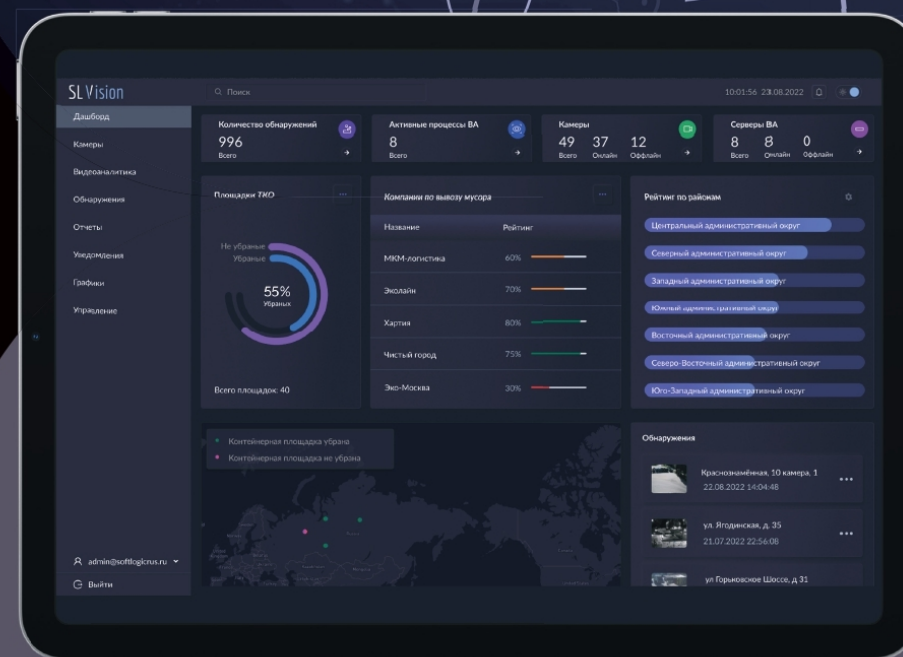 SL Vision
Поиск
10:01:56 23.08.2022
Дашборд
Камеры
Видеоаналитика
Обнаружения
Отчеты
Уведомления
Графики
Управление
admin@softlogicrus.ru
Выйти
Количество обнаружений
996
Всего
Активные процессы ВА
8
Всего
Камеры
49 37 12
Всего Онлайн Оффлайн
Серверы ВА
8 8 0
Всего Онлайн Оффлайн
Площадки ТКО
Не убраные
Убраные
55%
Убраных
Всего площадок: 40
Компании по вывозу мусора
Название Рейтинг
МКМ-логистика 60%
Эколайн 70%
Хартия 80%
Чистый город 75%
Эко-Москва 30%
Рейтинг по районам
Центральный административный округ
Северный административный округ
Западный административный округ
Южный административный округ
Восточный административный округ
Северо-Восточный административный округ
Юго-Западный административный округ
Контейнерная площадка убрана
Контейнерная площадка не убрана
Обнаружения
Краснознамённая, 10 камера, 1
22.08.2022 14:04:48
ул. Ягодинская, д. 35
21.07.2022 22:56:08
ул Горьковское Шоссе, д 31